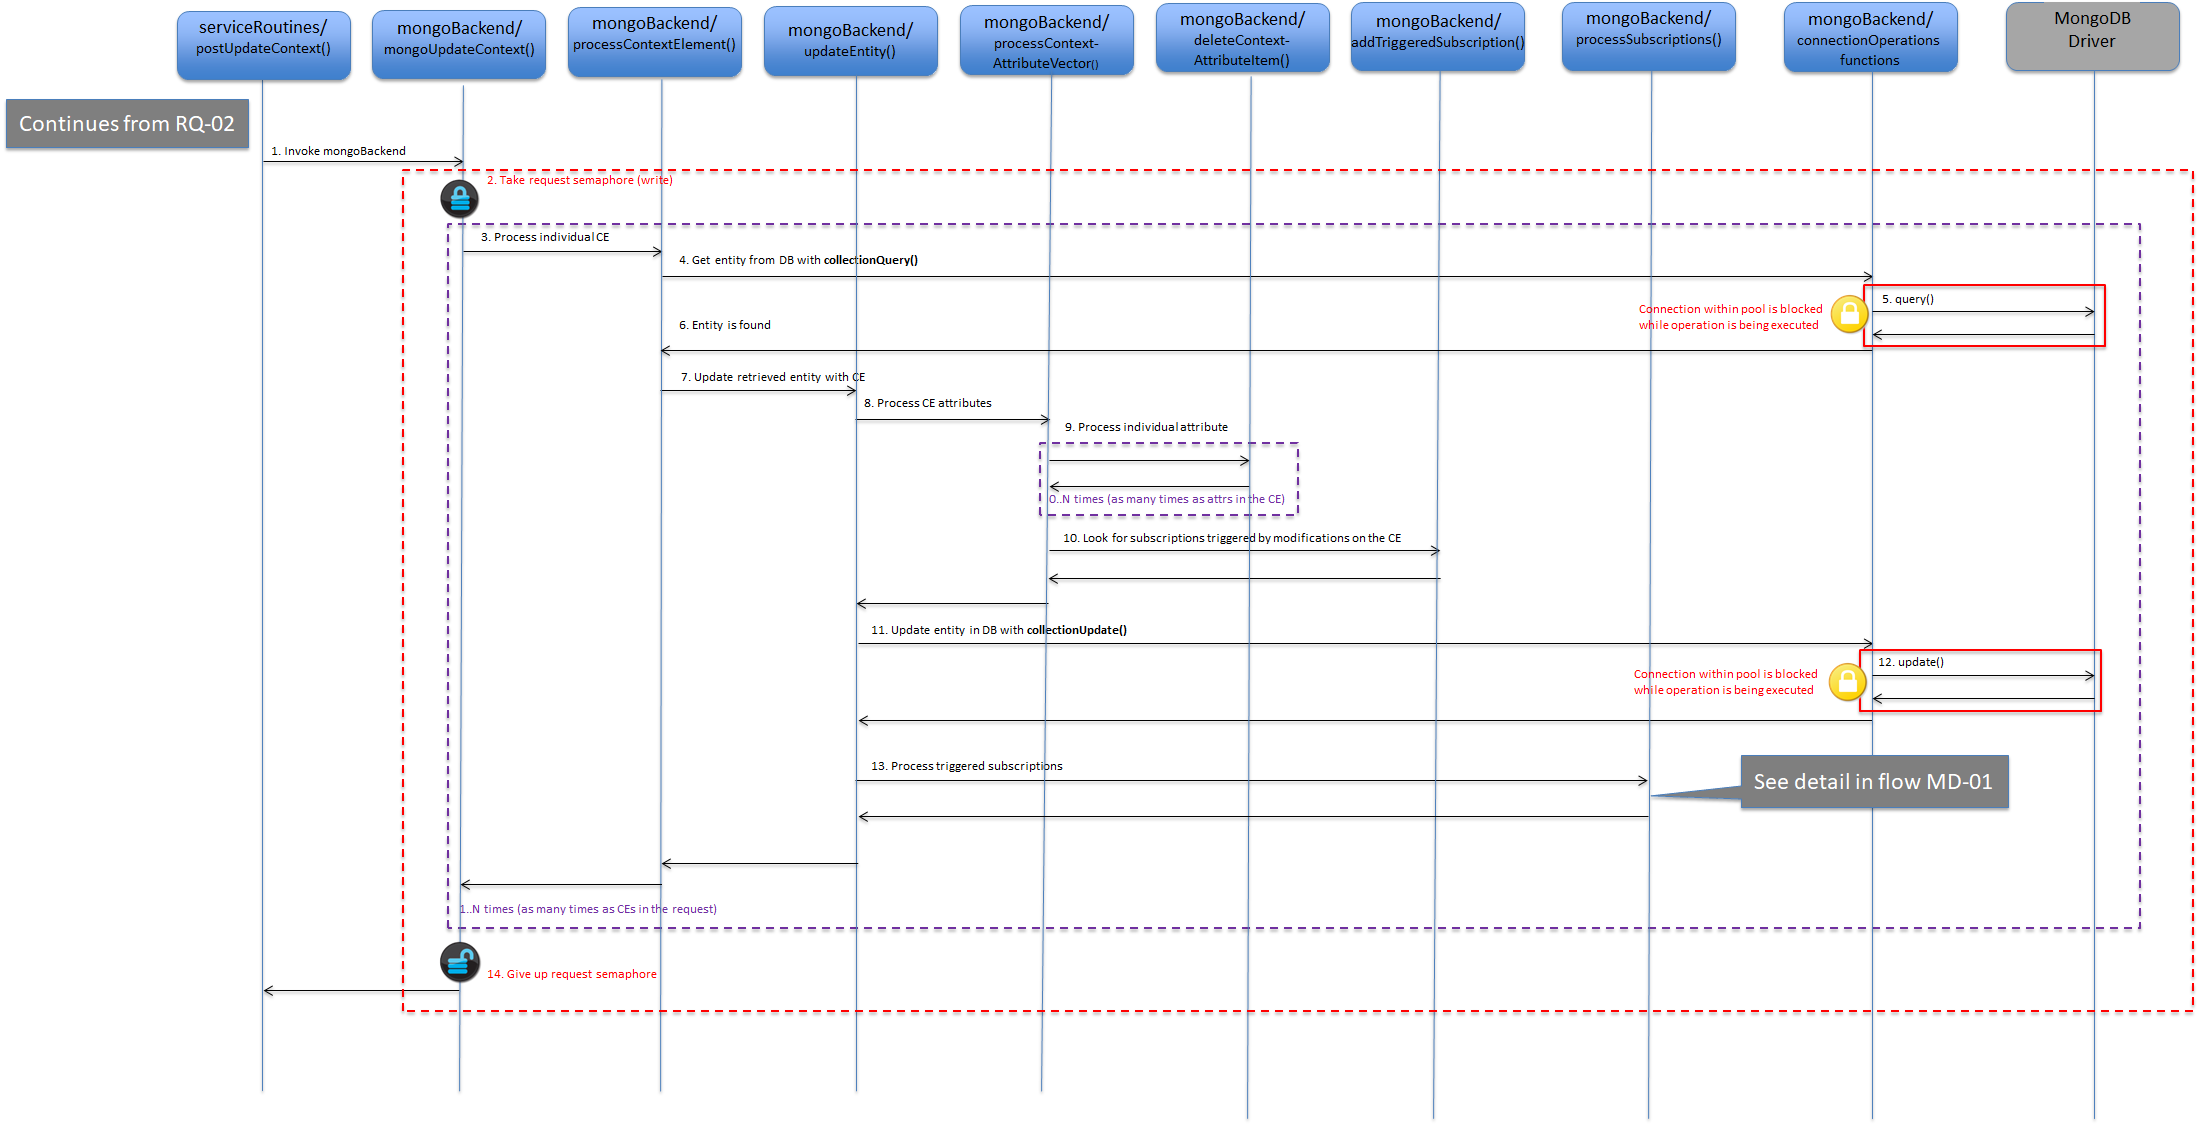 serviceRoutines/
postUpdateContext()
mongoBackend/
mongoUpdateContext()
mongoBackend/
processContextElement()
mongoBackend/
updateEntity()
mongoBackend/
processContext-
AttributeVector()
mongoBackend/
deleteContext-
AttributeItem()
mongoBackend/
addTriggeredSubscription()
mongoBackend/
processSubscriptions()
mongoBackend/
connectionOperations
functions
MongoDB
Driver
Continues from RQ-02
1. Invoke mongoBackend
2. Take request semaphore (write)
3. Process individual CE
4. Get entity from DB with collectionQuery()
5. query()
Connection within pool is blocked
while operation is being executed
6. Entity is found
7. Update retrieved entity with CE
8. Process CE attributes
9. Process individual attribute
0..N times (as many times as attrs in the CE)
10. Look for subscriptions triggered by modifications on the CE
11. Update entity in DB with collectionUpdate()
12. update()
Connection within pool is blocked
while operation is being executed
13. Process triggered subscriptions
See detail in flow MD-01
1..N times (as many times as CEs in the request)
14. Give up request semaphore